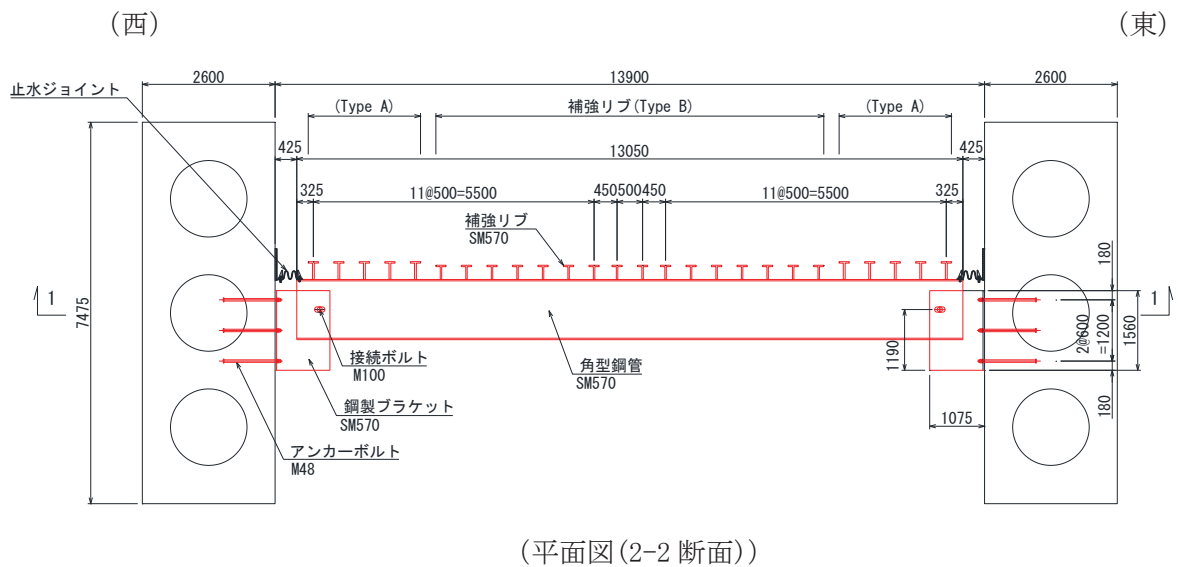 (西)
(東)
2600
13900
2600
止水ジョイント
(Type A)
補強リブ(Type B)
(Type A)
425
13050
425
325
11@500=5500
450
500
450
11@500=5500
325
補強リブ
SM570
180
1
1
7475
接続ボルト
M100
角型鋼管
SM570
1190
2@600
=1200
1560
鋼製ブラケット
SM570
180
1075
アンカーボルト
M48
(平面図(2-2 断面))